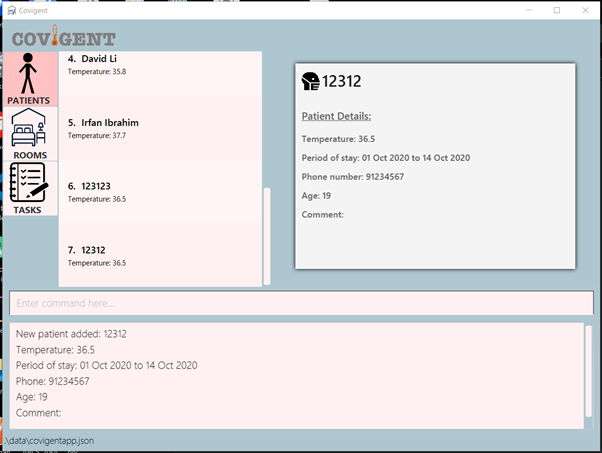 Covigent
COVIGENT
PATIENTS
ROOMS
TASKS
4. David Li
Temperature: 35.8
5. Irfan Ibrahim
Temperature: 37.7
6. 123123
Temperature: 36.5
7. 12312
Temperature: 36.5
12312
Patient Details:
Temperature: 36.5
Period of stay: 01 Oct 2020 to 14 Oct 2020
Phone number: 91234567
Age: 19
Comment:
Enter command here...
New patient added: 12312
Temperature: 36.5
Period of stay: 01 Oct 2020 to 14 Oct 2020
Phone: 91234567
Age: 19
Comment:
.\data\covigentapp.json